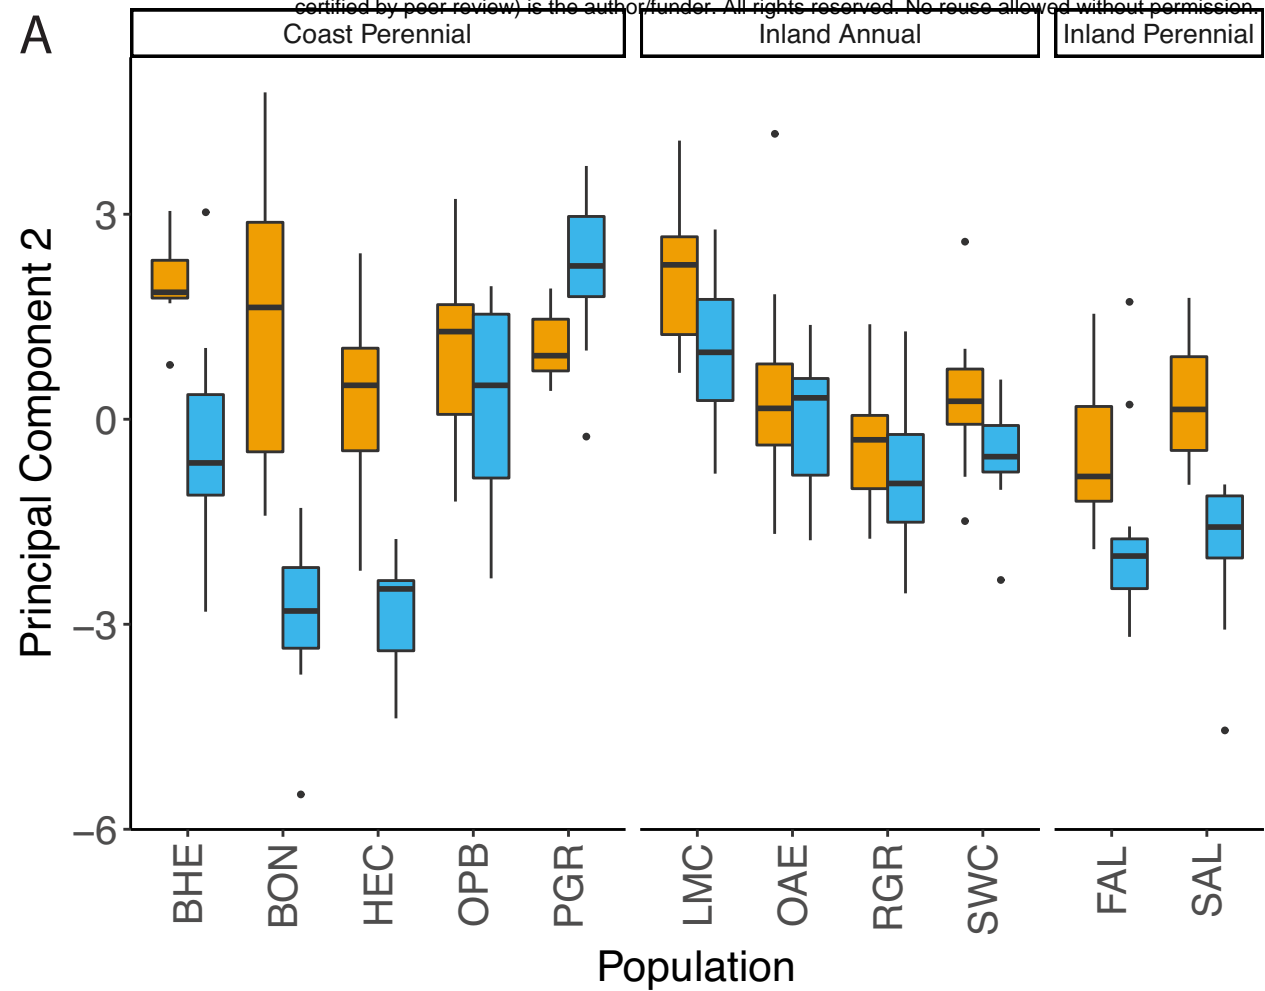 certified by peer review) is the author/funder. All rights reserved. No reuse allowed without permission.
A
Coast Perennial
Inland Annual
Inland Perennial
Principal Component 2
3
0
−3
−6
BHE
BON
HEC
OPB
PGR
LMC
OAE
RGR
SWC
FAL
SAL
Population